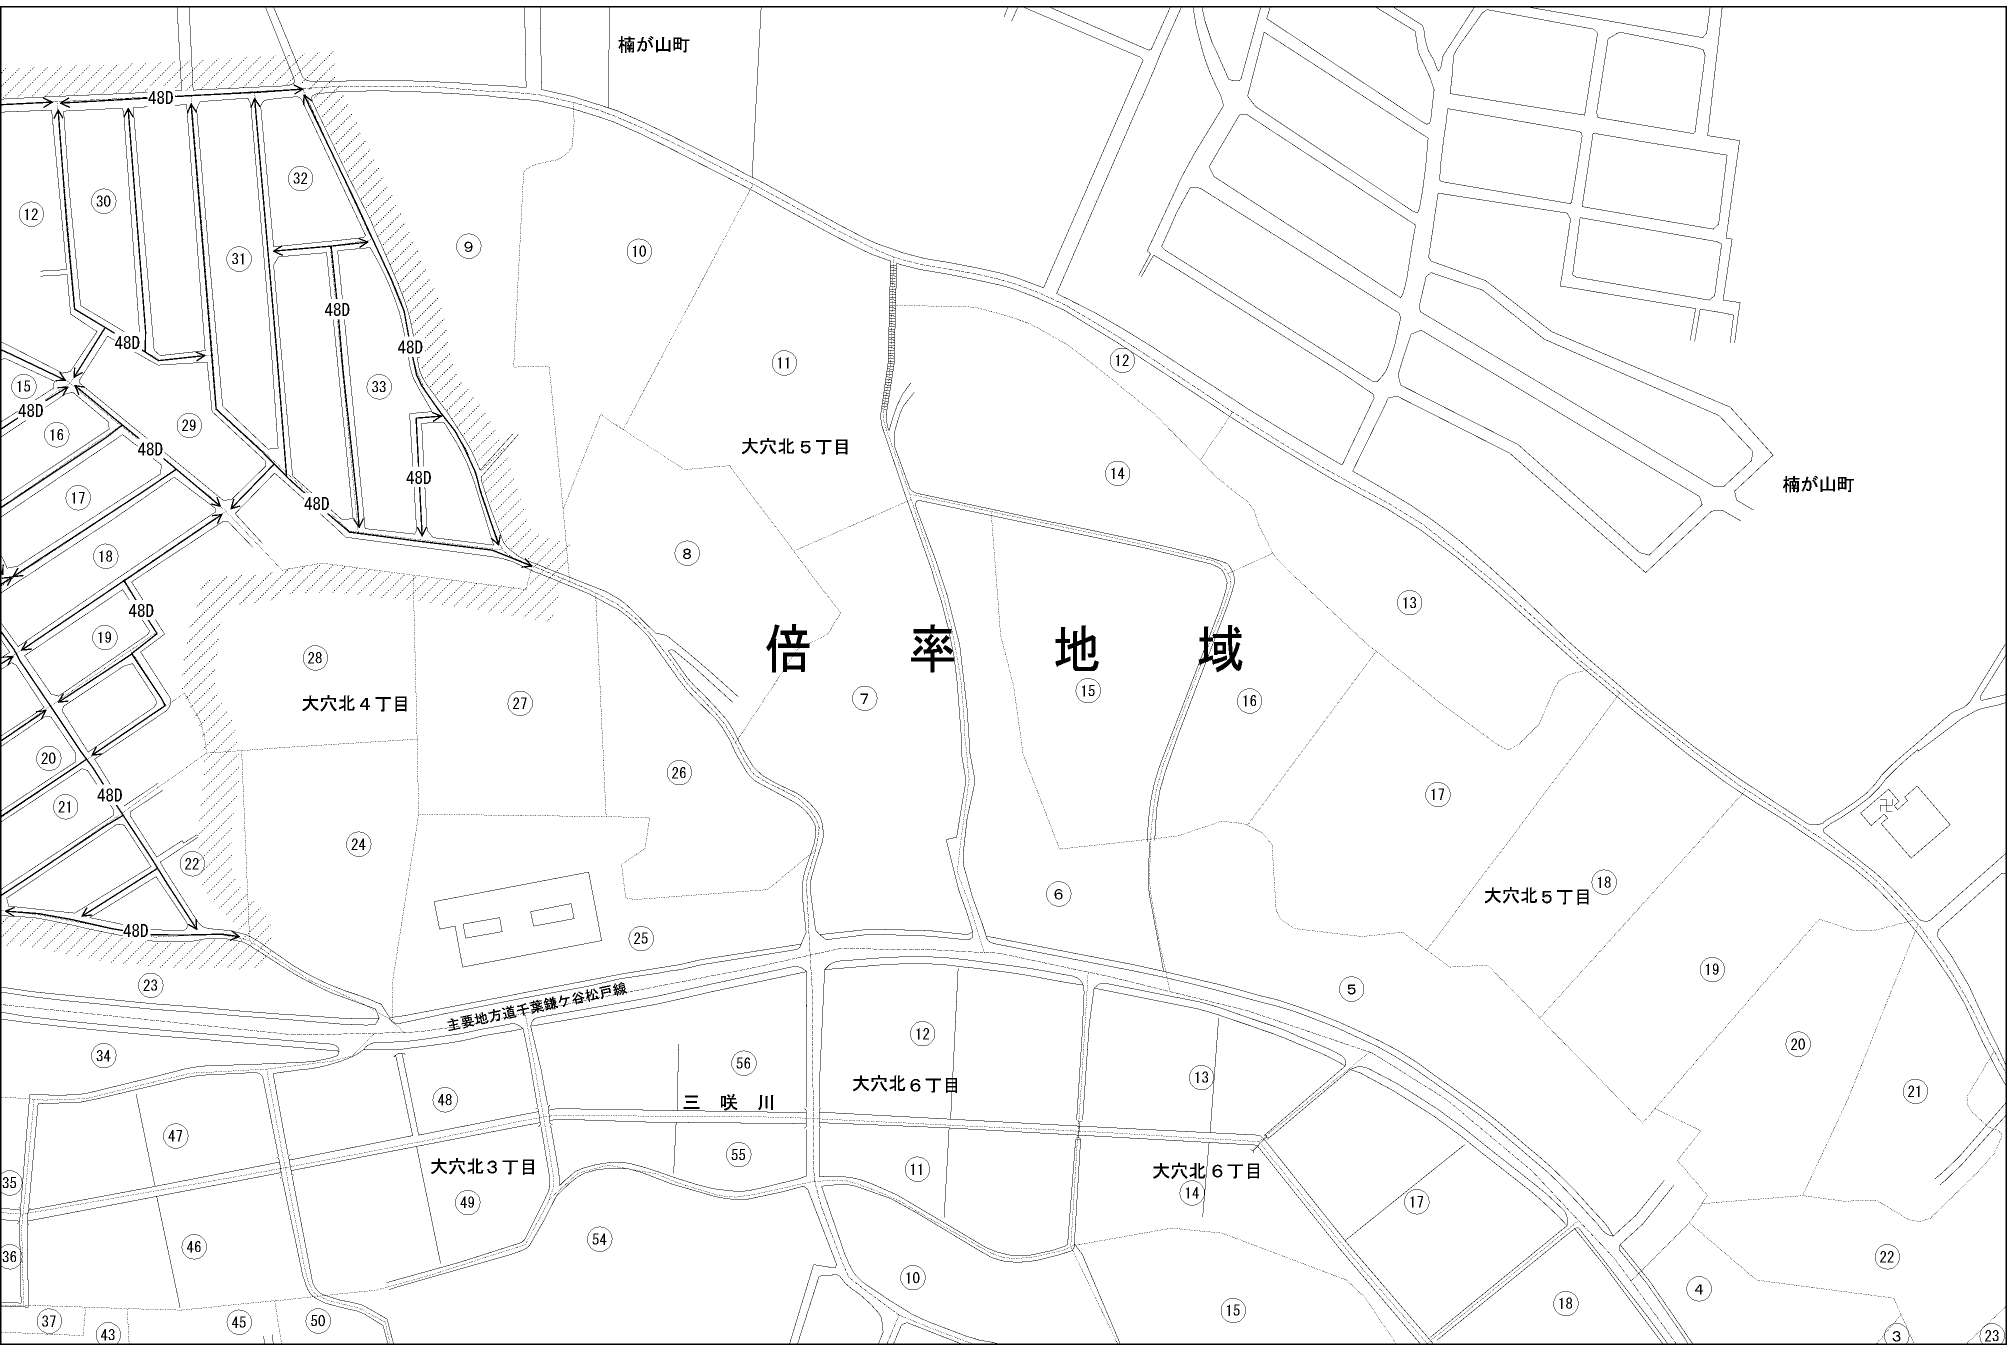 楠が山町
48D
32
30
12
9
10
31
48D
48D
48D
11
12
15
33
48D
29
16
大穴北５丁目
48D
14
48D
17
楠が山町
48D
8
18
13
48D
19
倍率地域
28
7
15
大穴北４丁目
27
16
20
26
48D
17
21
24
22
18
大穴北５丁目
6
48D
25
19
23
5
主要地方道千葉鎌ケ谷松戸線
12
34
20
56
13
大穴北６丁目
21
48
三咲川
47
55
大穴北３丁目
11
大穴北６丁目
35
14
49
17
54
46
36
22
10
4
18
15
37
45
50
43
3
23